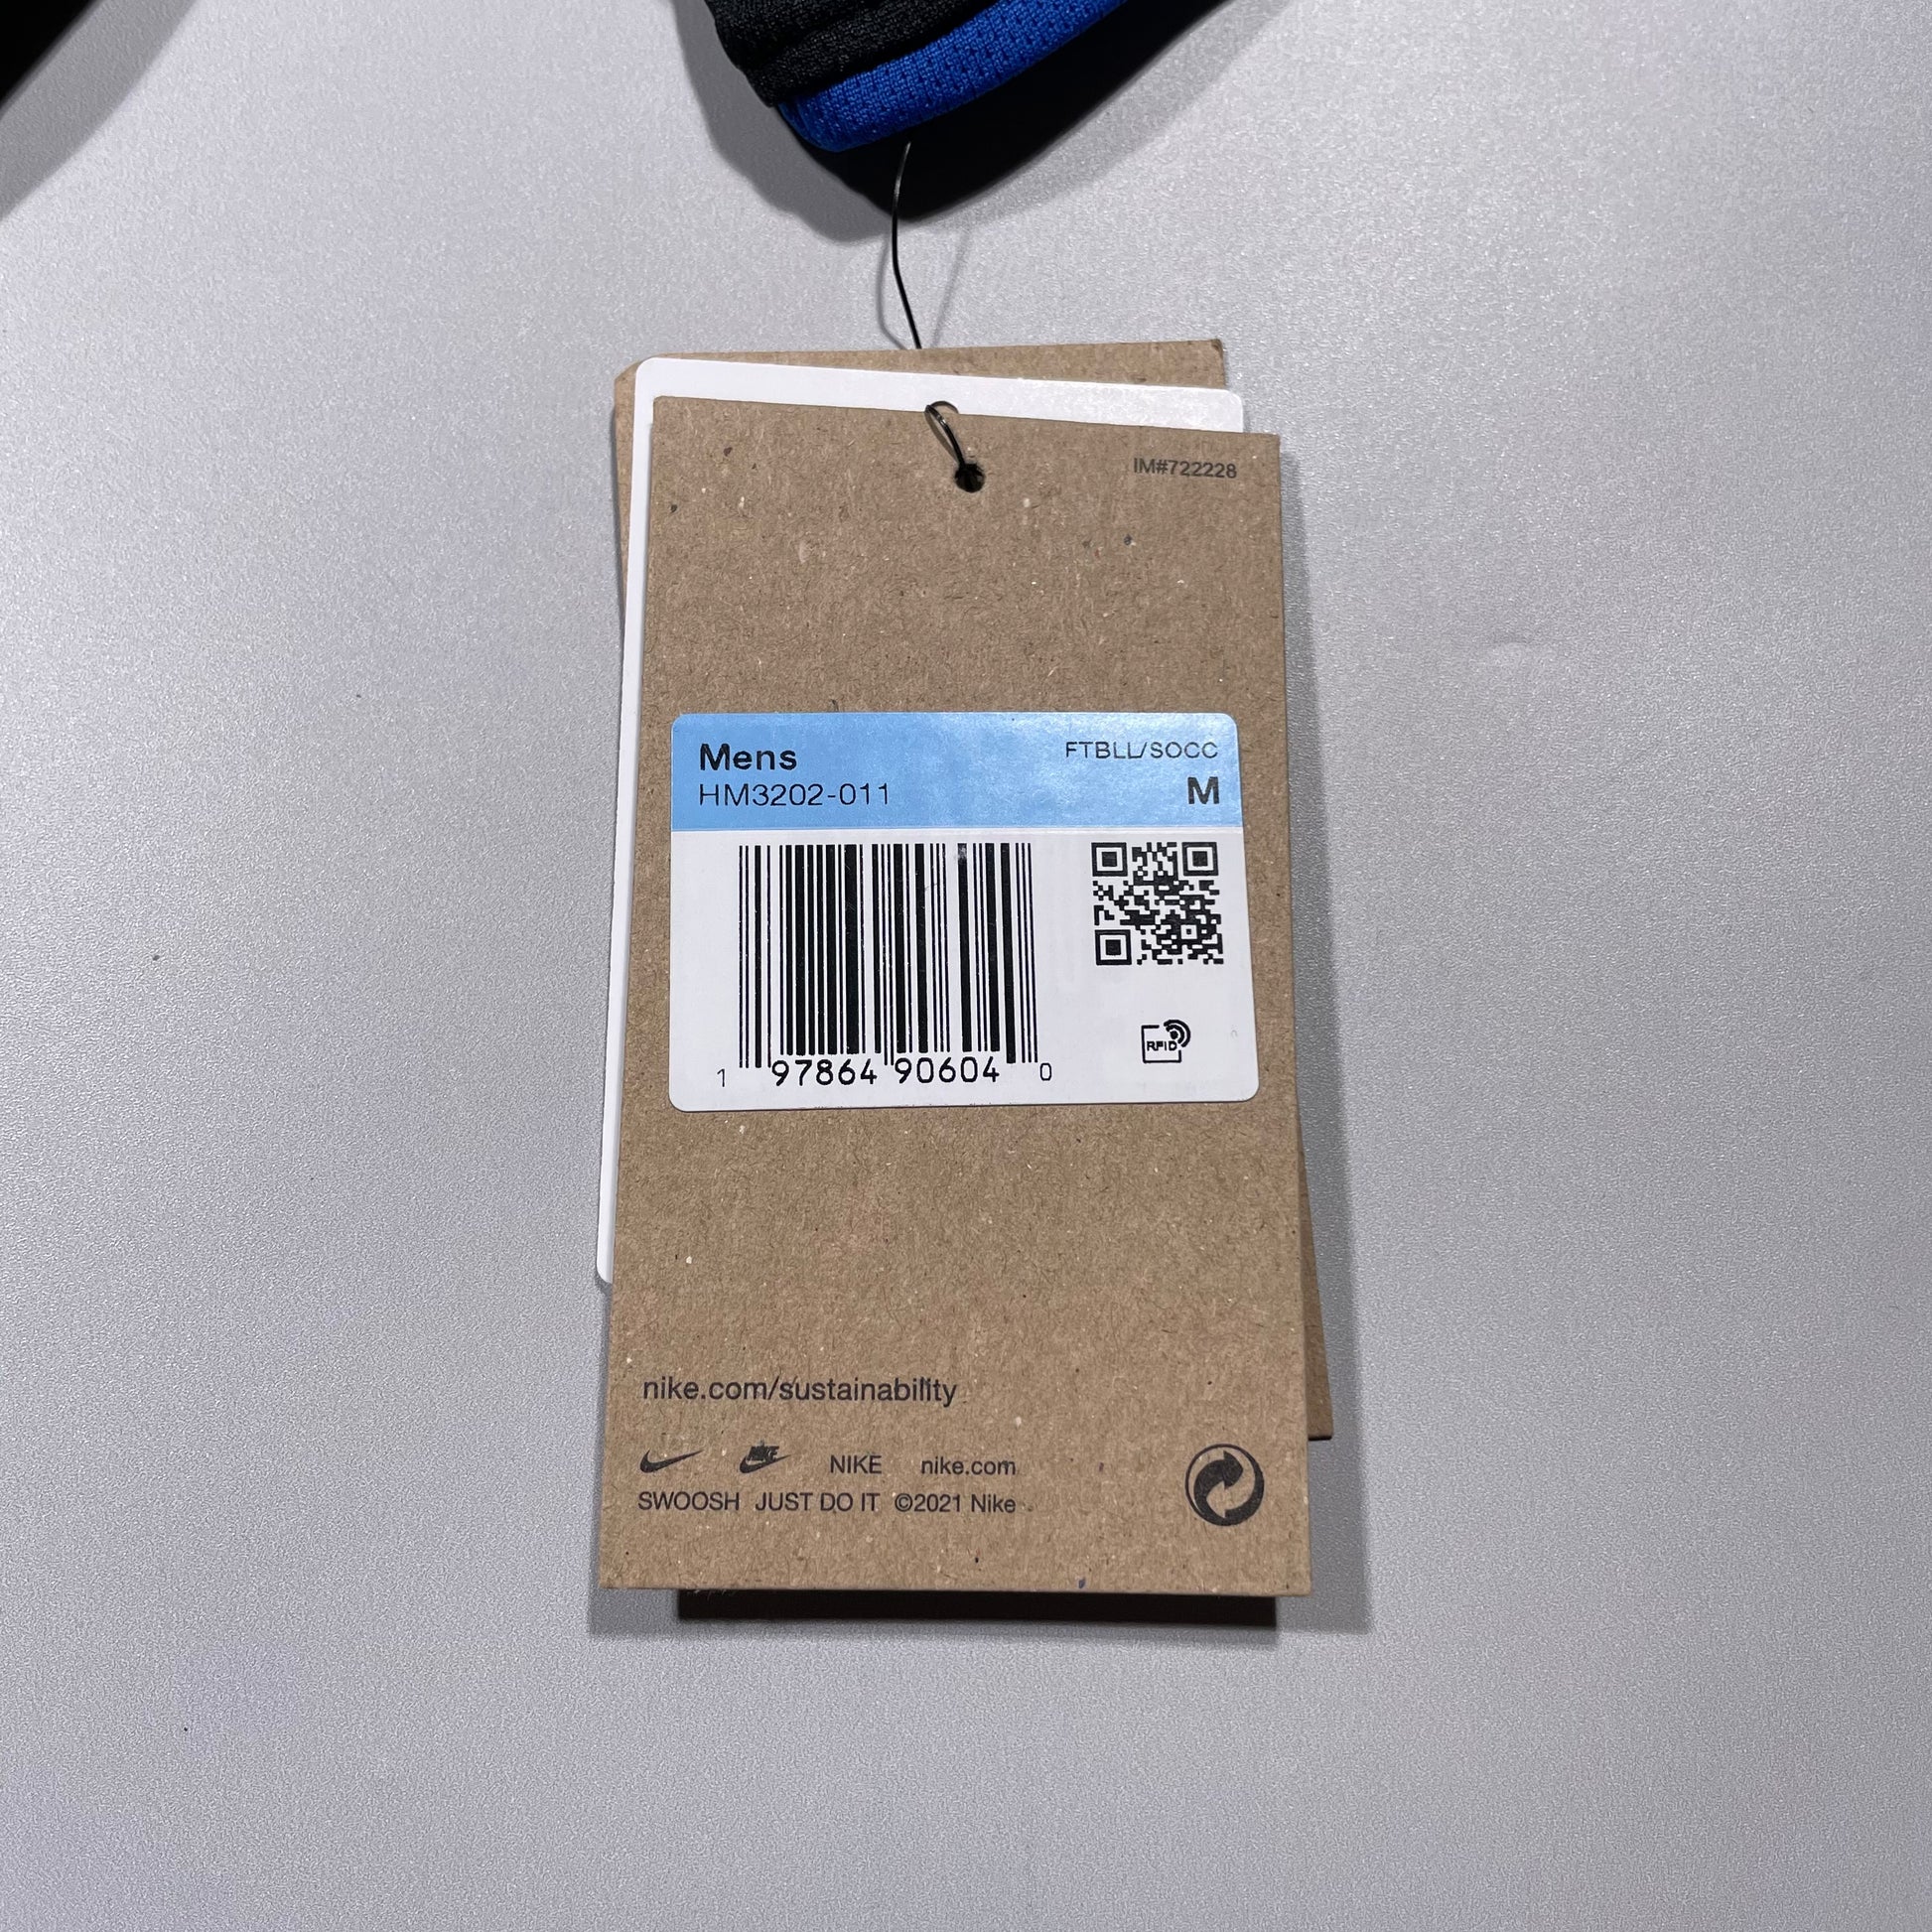 IM#722228
Mens FTBLL/SOCC
HM3202-011 M
1 97864 90604 0
RFID
nike.com/sustainability
NIKE NIKE nike.com
SWOOSH JUST DO IT ©2021 Nike